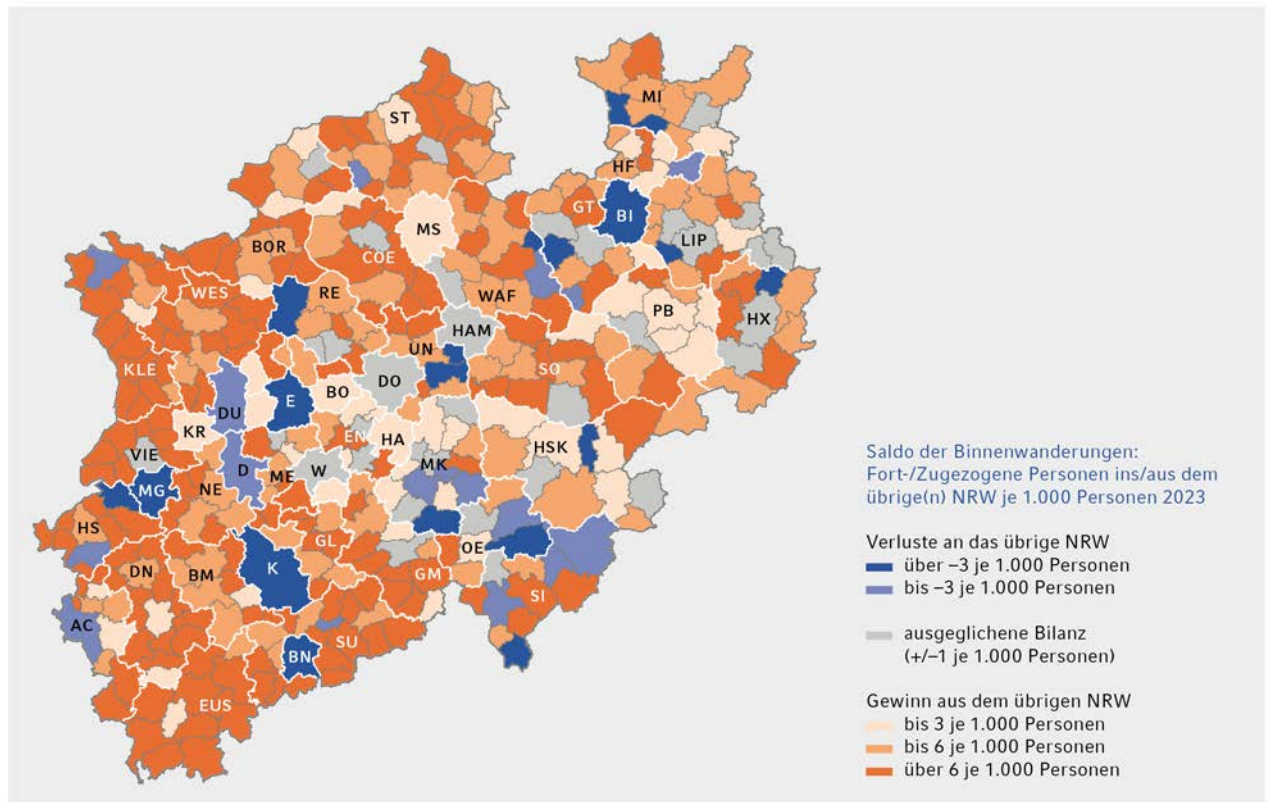 MI
ST
HF
GT
BI
MS
LIP
BOR
COE
WES
RE
WAF
PB
HX
HAM
UN
KLE
DO
SO
BO
E
DU
KR
EN
HA
HSK
VIE
W
MK
D
ME
MG
NE
HS
GL
OE
K
DN
BM
GM
SI
AC
SU
BN
EUS
Saldo der Binnenwanderungen:
Fort-/Zugezogene Personen ins/aus dem
übrige(n) NRW je 1.000 Personen 2023
Verluste an das übrige NRW
über –3 je 1.000 Personen
bis –3 je 1.000 Personen
ausgeglichene Bilanz
(+/–1 je 1.000 Personen)
Gewinn aus dem übrigen NRW
bis 3 je 1.000 Personen
bis 6 je 1.000 Personen
über 6 je 1.000 Personen